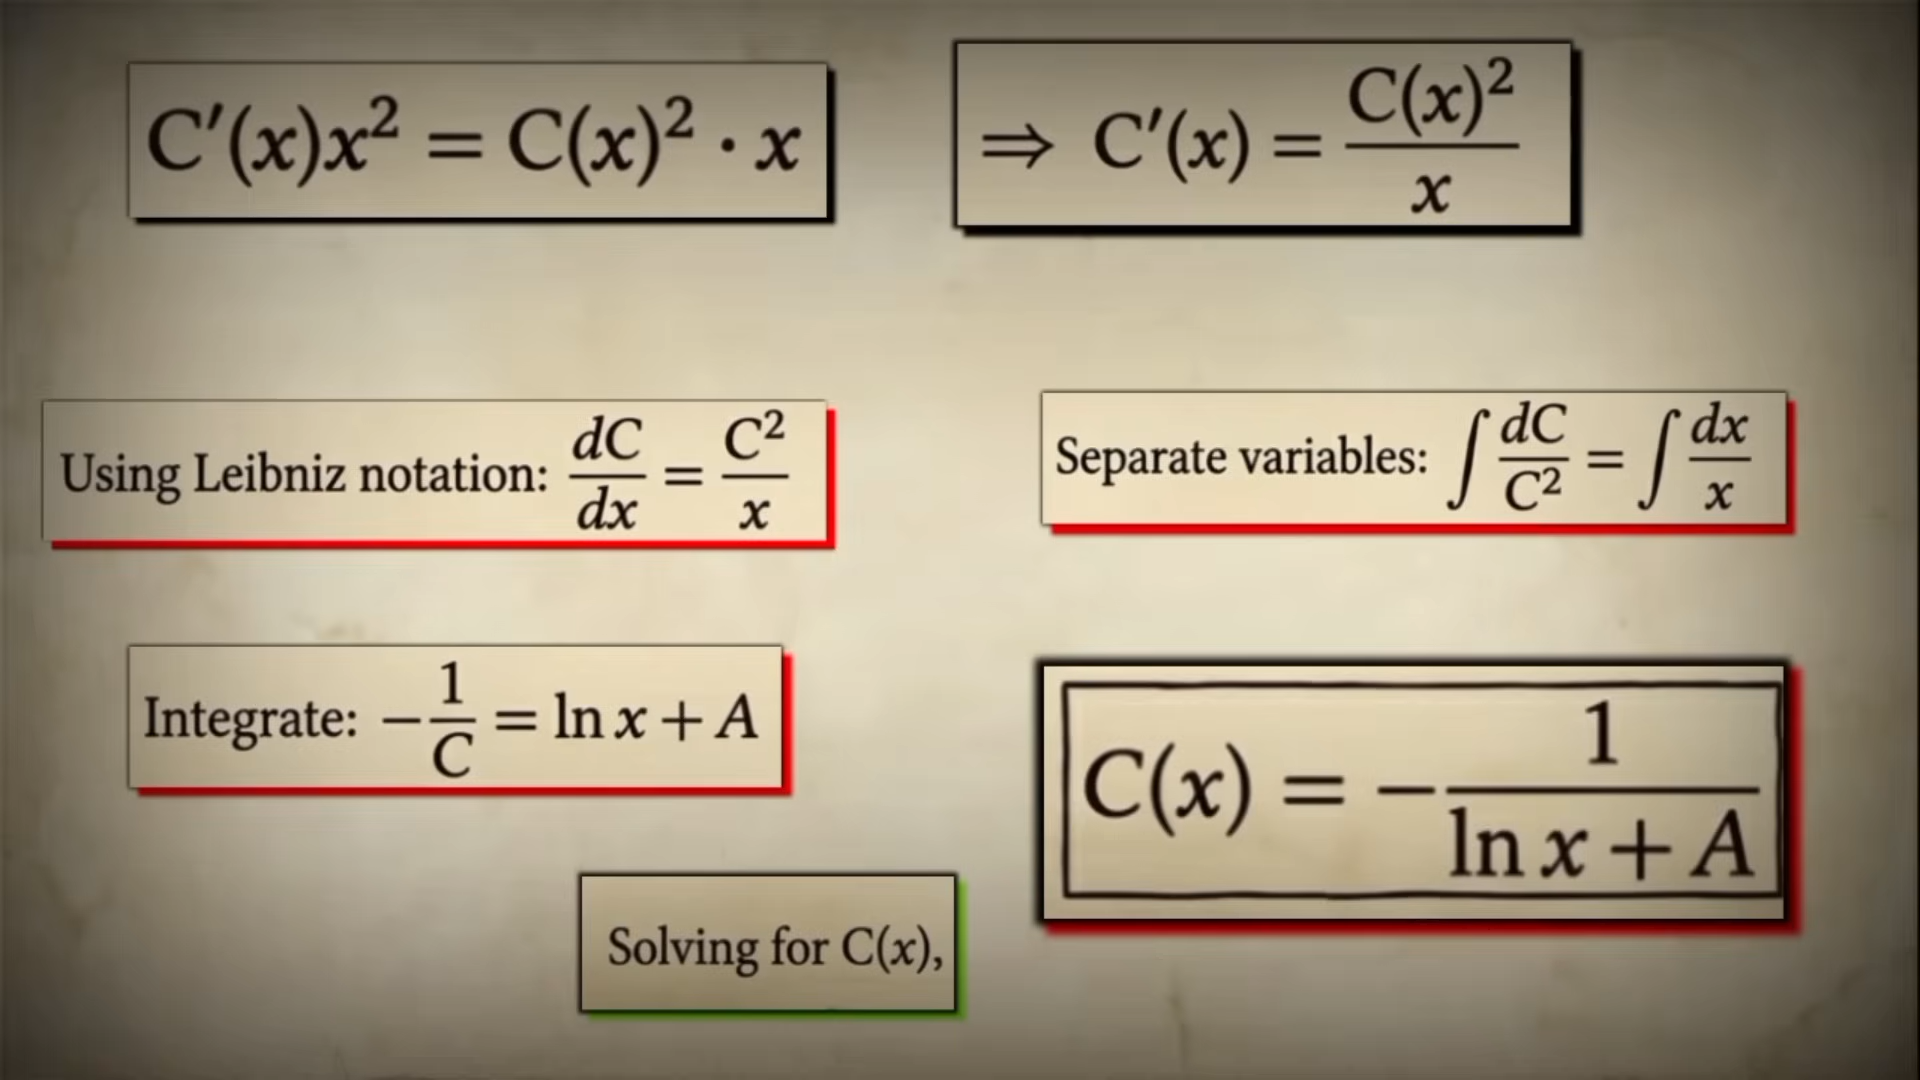 C′(x)x² = C(x)² · x
⇒ C′(x) = C(x)² / x
Using Leibniz notation: dC/dx = C²/x
Separate variables: ∫ dC/C² = ∫ dx/x
Integrate: −1/C = ln x + A
C(x) = −1/(ln x + A)
Solving for C(x),